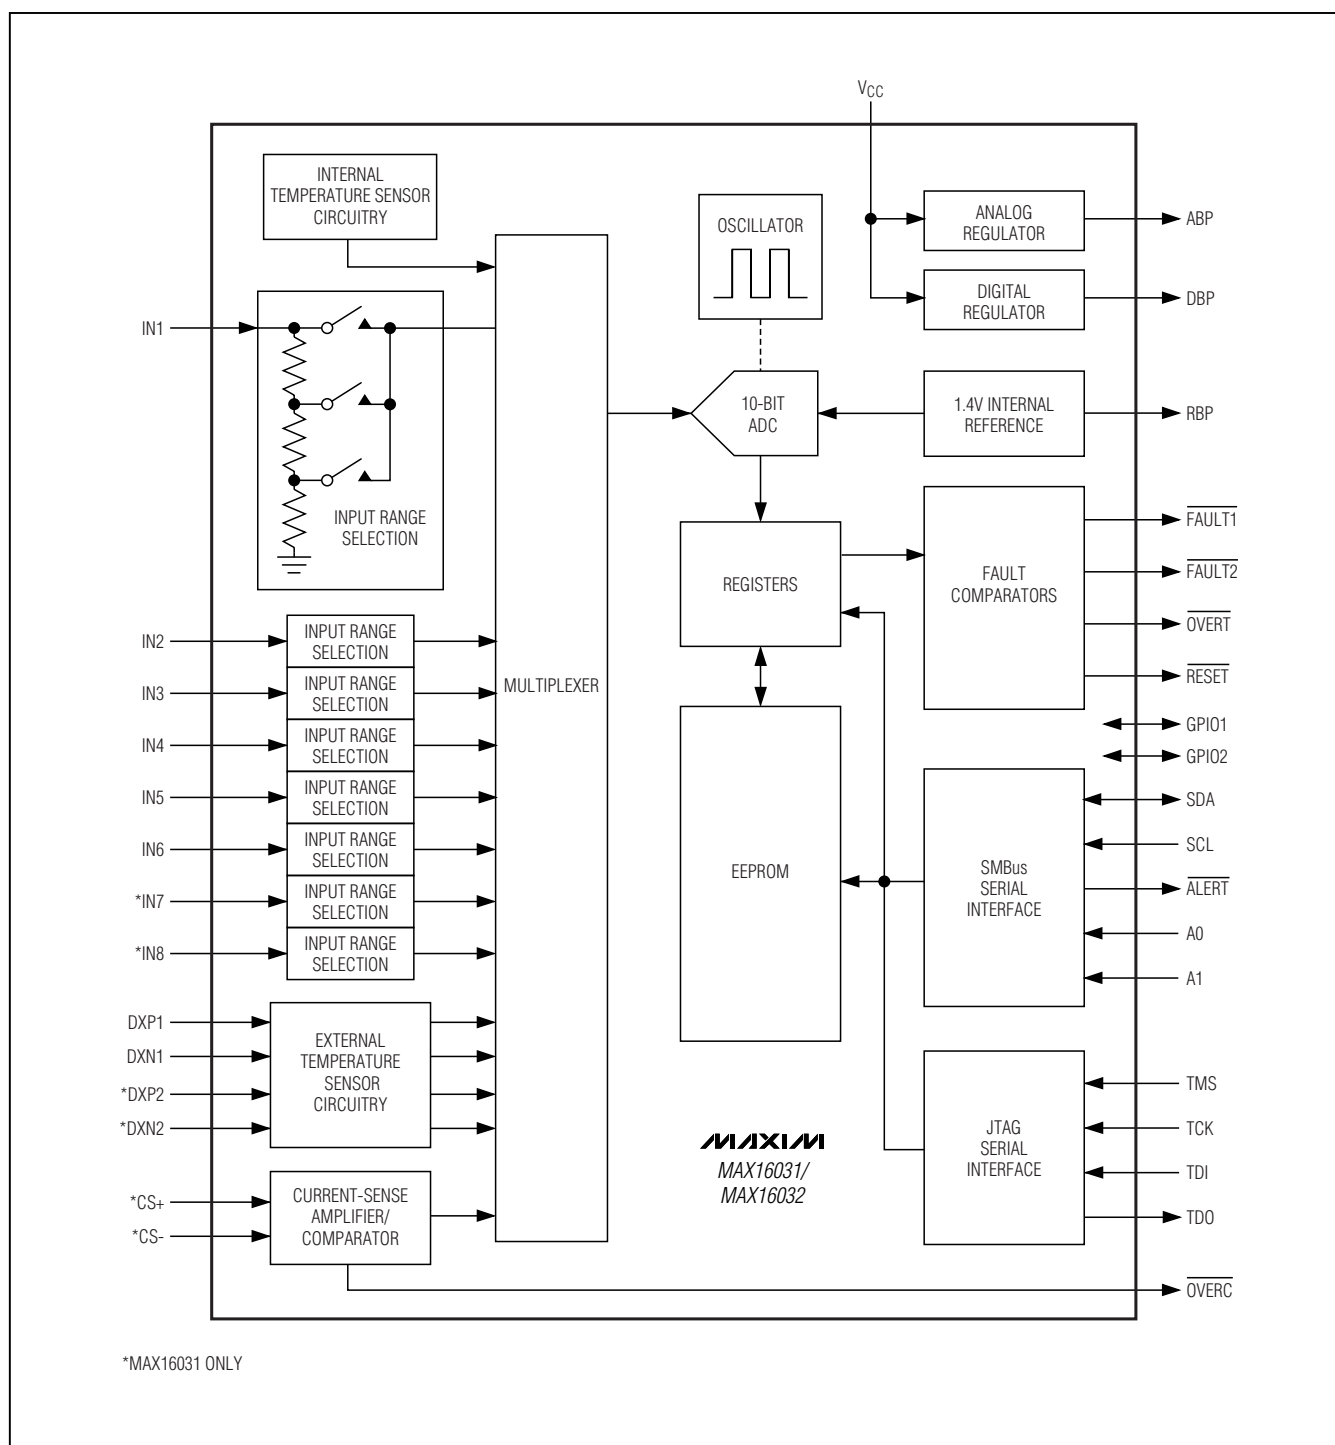 VCC
INTERNAL
TEMPERATURE SENSOR
CIRCUITRY
OSCILLATOR
ANALOG
REGULATOR
ABP
DIGITAL
REGULATOR
DBP
IN1
10-BIT
ADC
1.4V INTERNAL
REFERENCE
RBP
INPUT RANGE
SELECTION
FAULT1
FAULT2
REGISTERS
FAULT
COMPARATORS
OVERT
RESET
IN2
INPUT RANGE
SELECTION
IN3
INPUT RANGE
SELECTION
MULTIPLEXER
GPIO1
GPIO2
IN4
INPUT RANGE
SELECTION
IN5
INPUT RANGE
SELECTION
IN6
INPUT RANGE
SELECTION
*IN7
INPUT RANGE
SELECTION
*IN8
INPUT RANGE
SELECTION
EEPROM
SMBus
SERIAL
INTERFACE
SDA
SCL
ALERT
A0
A1
DXP1
DXN1
*DXP2
*DXN2
EXTERNAL
TEMPERATURE
SENSOR
CIRCUITRY
MAXIM
MAX16031/
MAX16032
JTAG
SERIAL
INTERFACE
TMS
TCK
TDI
TDO
*CS+
*CS-
CURRENT-SENSE
AMPLIFIER/
COMPARATOR
OVERC
*MAX16031 ONLY